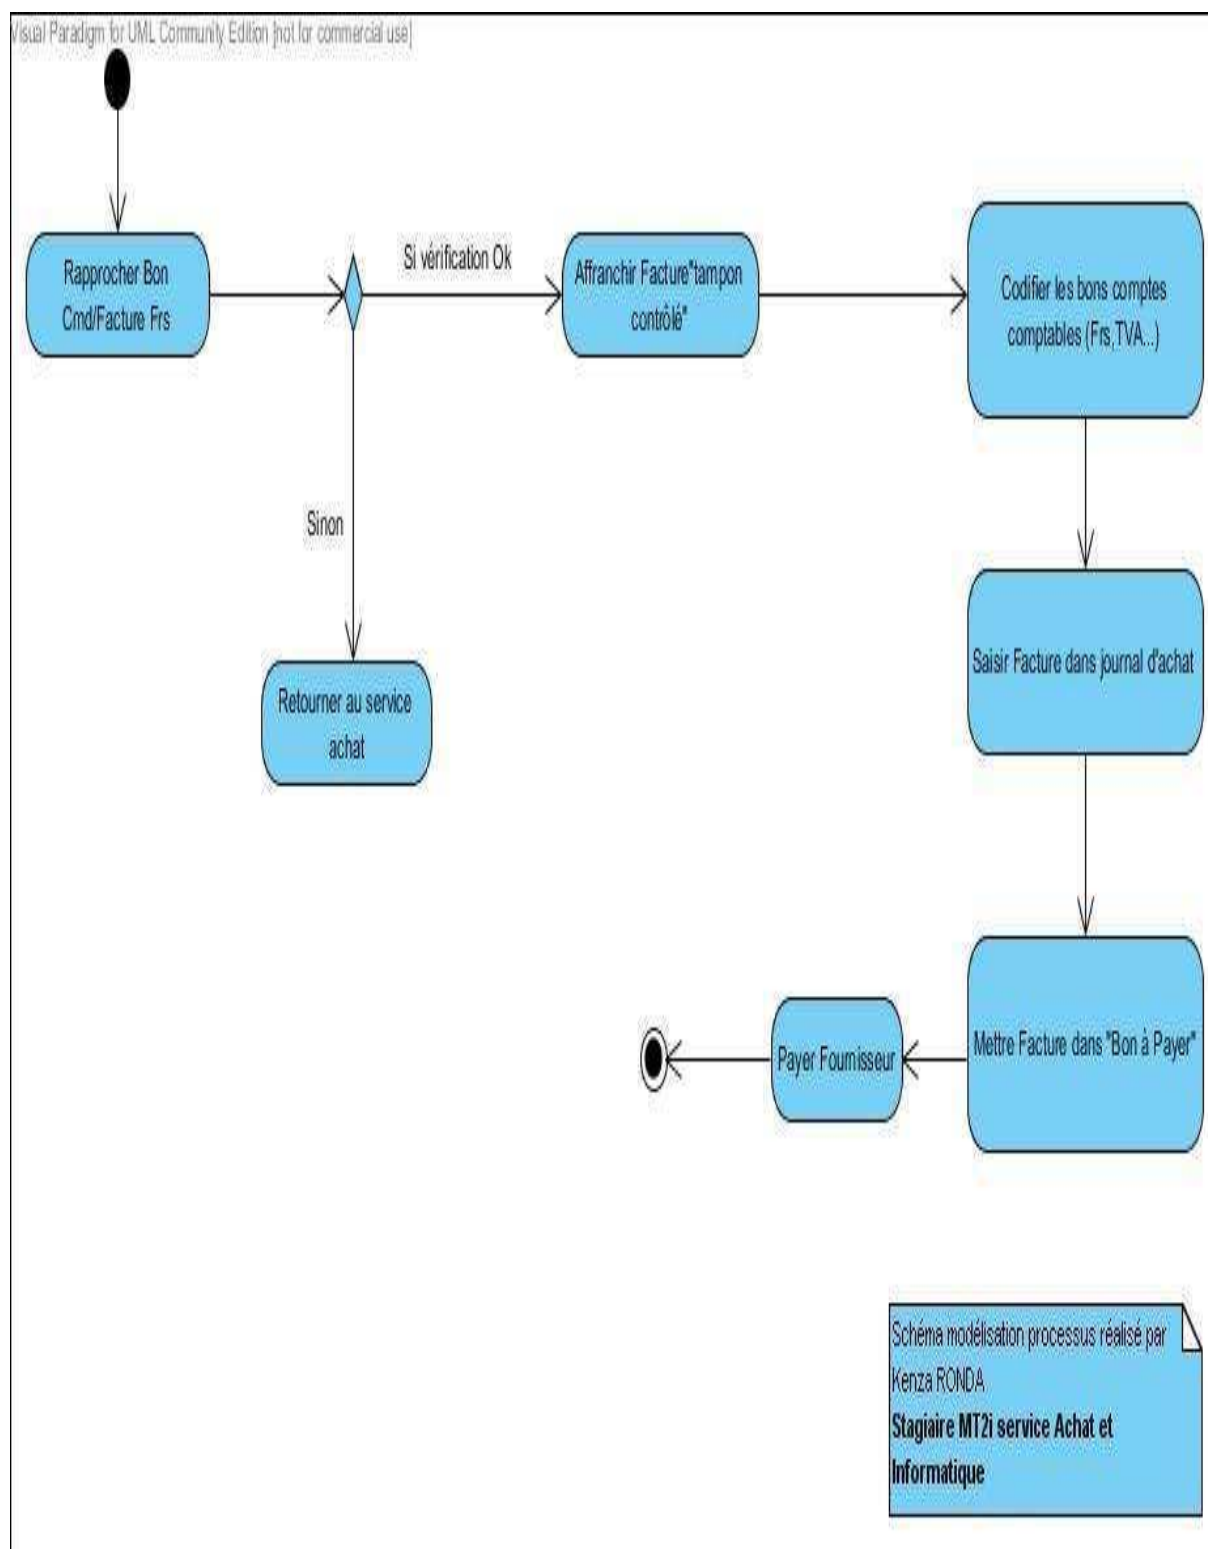 Visual Paradigm for UML Community Edition [not for commercial use]
Rapprocher Bon
Cmd/Facture Frs
Si vérification Ok
Affranchir Facture"tampon
contrôlé"
Codifier les bons comptes
comptables (Frs,TVA...)
Sinon
Retourner au service
achat
Saisir Facture dans journal d'achat
Mettre Facture dans "Bon à Payer"
Payer Fournisseur
Schéma modélisation processus réalisé par
Kenza RONDA
Stagiaire MT2i service Achat et
Informatique